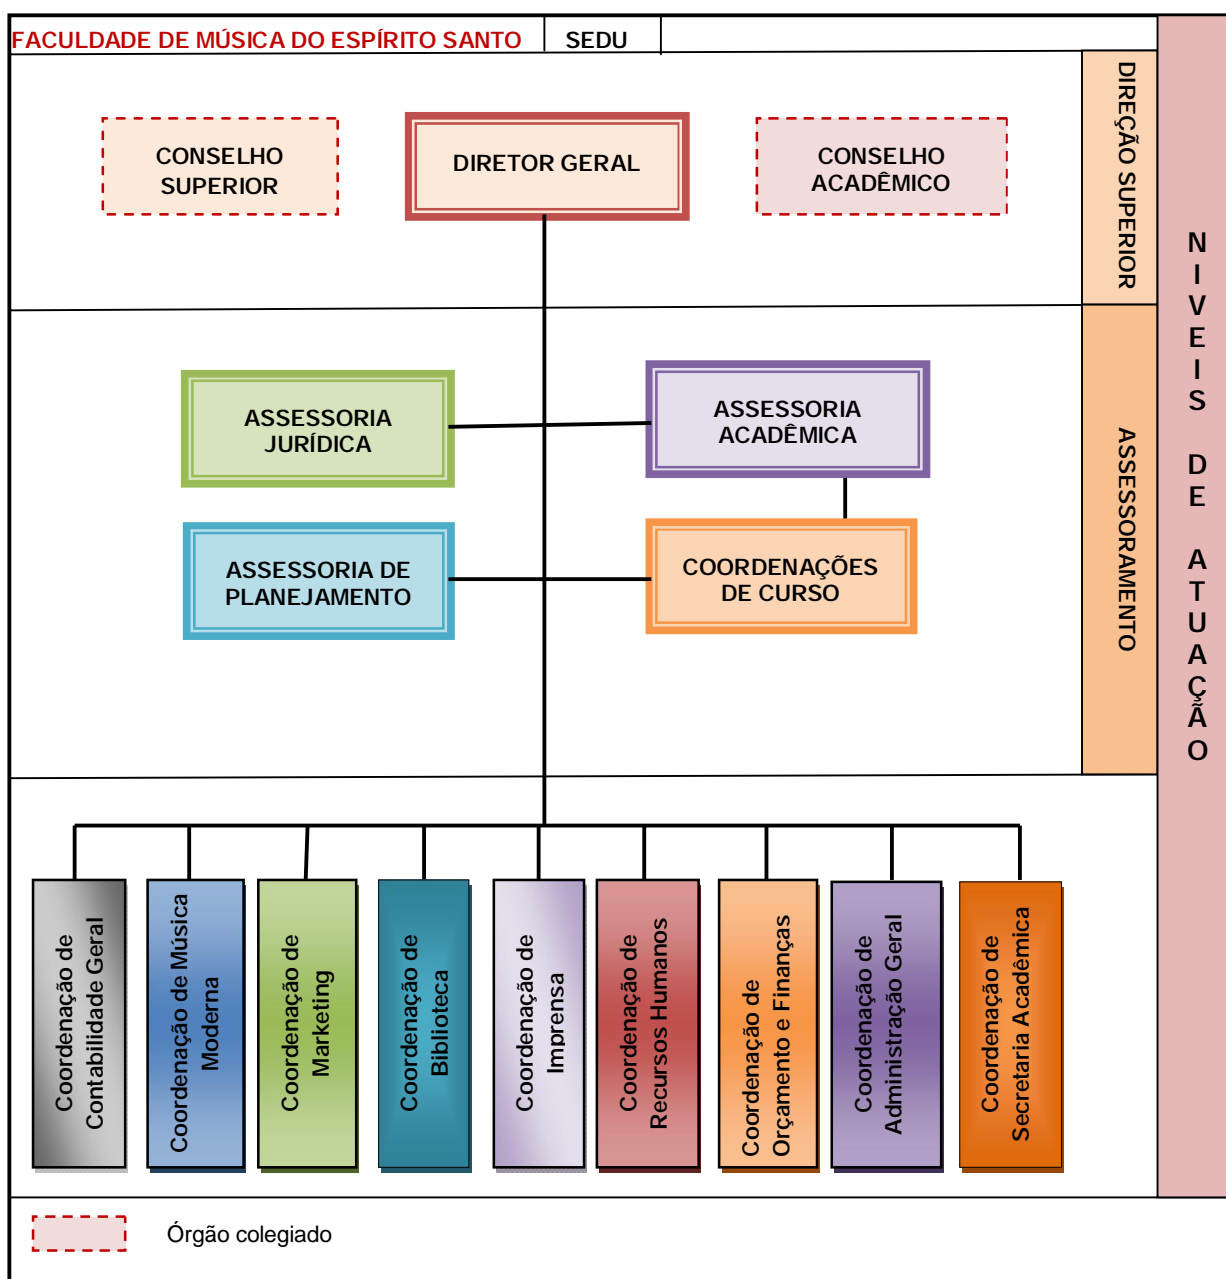 FACULDADE DE MÚSICA DO ESPÍRITO SANTO
SEDU
CONSELHO
SUPERIOR
DIRETOR GERAL
CONSELHO
ACADÊMICO
DIREÇÃO SUPERIOR
NIVEIS DE ATUAÇÃO
ASSESSORIA
JURÍDICA
ASSESSORIA
ACADÊMICA
ASSESSORIA DE
PLANEJAMENTO
COORDENAÇÕES
DE CURSO
ASSESSORAMENTO
Coordenação de
Contabilidade Geral
Coordenação de Música
Moderna
Coordenação de
Marketing
Coordenação de
Biblioteca
Coordenação de
Imprensa
Coordenação de
Recursos Humanos
Coordenação de
Orçamento e Finanças
Coordenação de
Administração Geral
Coordenação de
Secretaria Acadêmica
Órgão colegiado